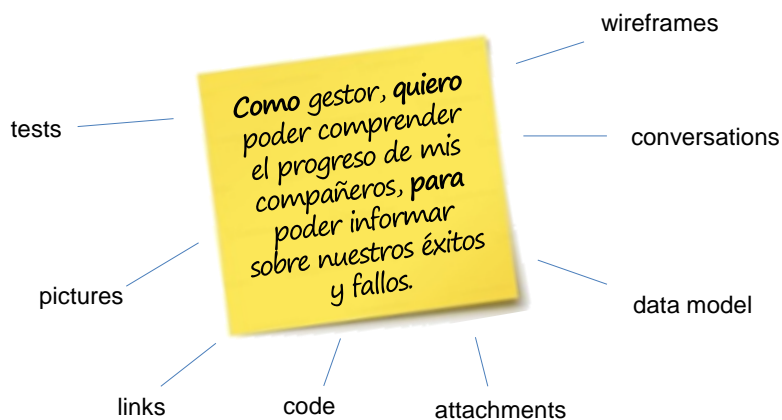 wireframes
Como gestor, quiero
poder comprender
el progreso de mis
compañeros, para
poder informar
sobre nuestros éxitos
y fallos.
tests
conversations
pictures
data model
links
code
attachments